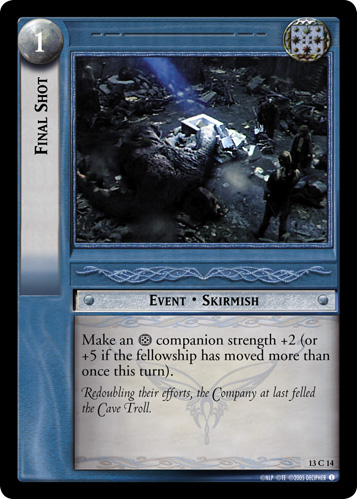 1
FINAL SHOT
EVENT • SKIRMISH
Make an companion strength +2 (or
+5 if the fellowship has moved more than
once this turn).
Redoubling their efforts, the Company at last felled
the Cave Troll.
13 C 14
©NLP ©TE ©2005 DECIPHER